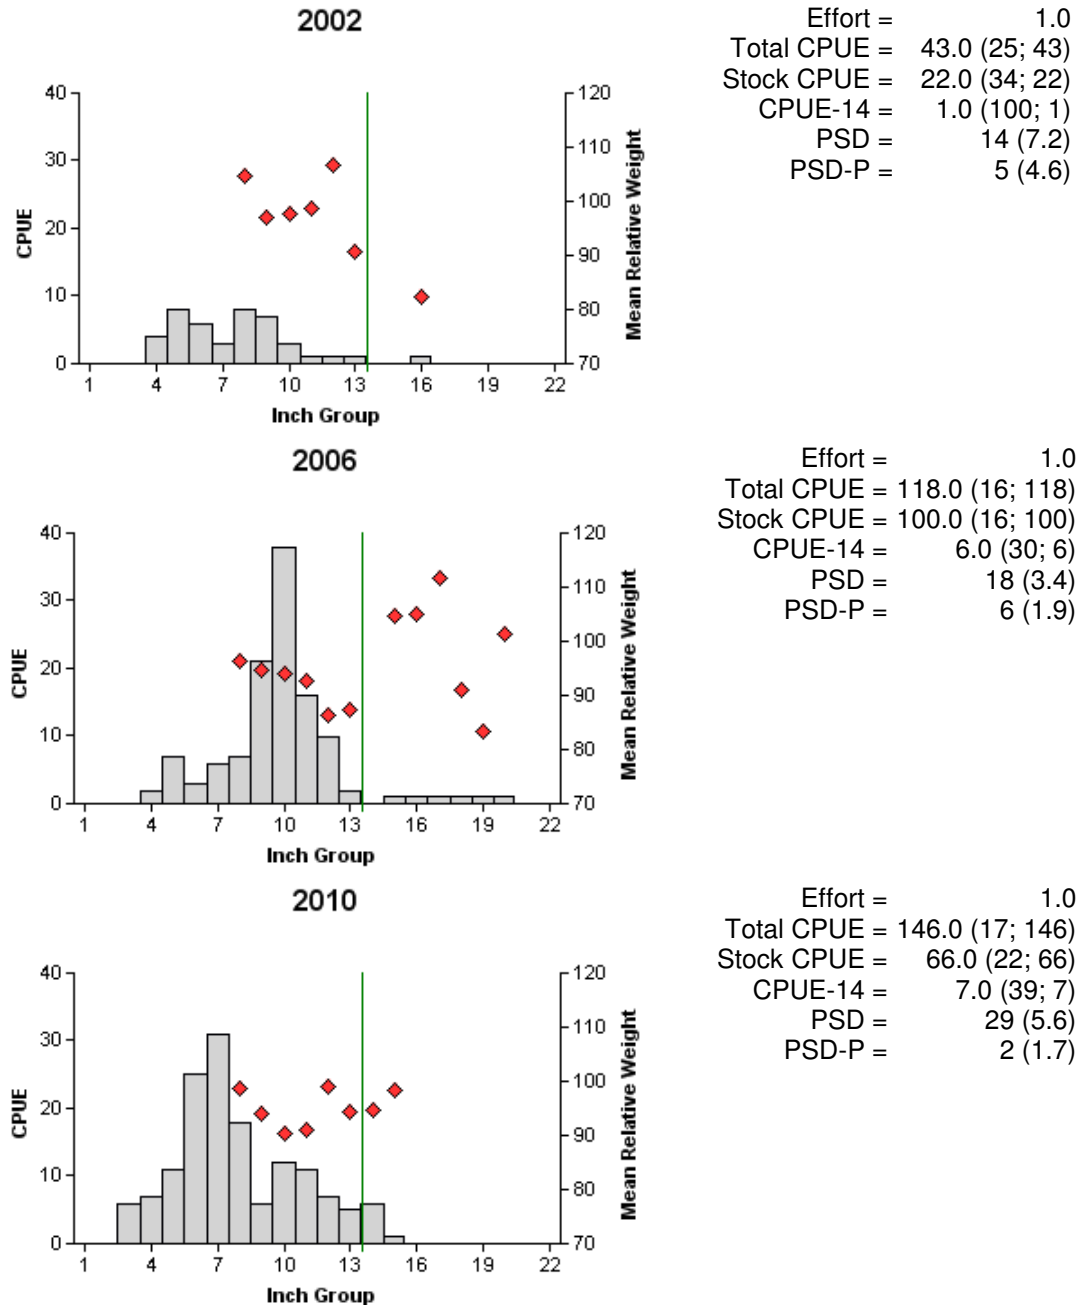 2002
Effort = 1.0
Total CPUE = 43.0 (25; 43)
Stock CPUE = 22.0 (34; 22)
CPUE-14 = 1.0 (100; 1)
PSD = 14 (7.2)
PSD-P = 5 (4.6)
40
30
20
10
0
CPUE
120
110
100
90
80
70
Mean Relative Weight
1 4 7 10 13 16 19 22
Inch Group
2006
Effort = 1.0
Total CPUE = 118.0 (16; 118)
Stock CPUE = 100.0 (16; 100)
CPUE-14 = 6.0 (30; 6)
PSD = 18 (3.4)
PSD-P = 6 (1.9)
40
30
20
10
0
CPUE
120
110
100
90
80
70
Mean Relative Weight
1 4 7 10 13 16 19 22
Inch Group
2010
Effort = 1.0
Total CPUE = 146.0 (17; 146)
Stock CPUE = 66.0 (22; 66)
CPUE-14 = 7.0 (39; 7)
PSD = 29 (5.6)
PSD-P = 2 (1.7)
40
30
20
10
0
CPUE
120
110
100
90
80
70
Mean Relative Weight
1 4 7 10 13 16 19 22
Inch Group